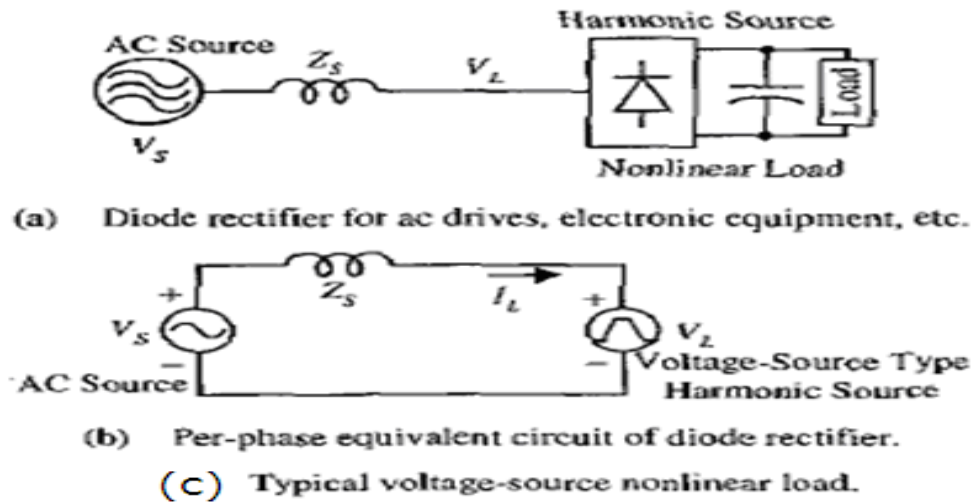 Harmonic Source
AC Source
Z_S
V_L
Load
V_S
Nonlinear Load
(a) Diode rectifier for ac drives, electronic equipment, etc.
Z_S
I_L
+
+
V_S
V_L
−
−
Voltage-Source Type
AC Source
Harmonic Source
(b) Per-phase equivalent circuit of diode rectifier.
(c) Typical voltage-source nonlinear load.